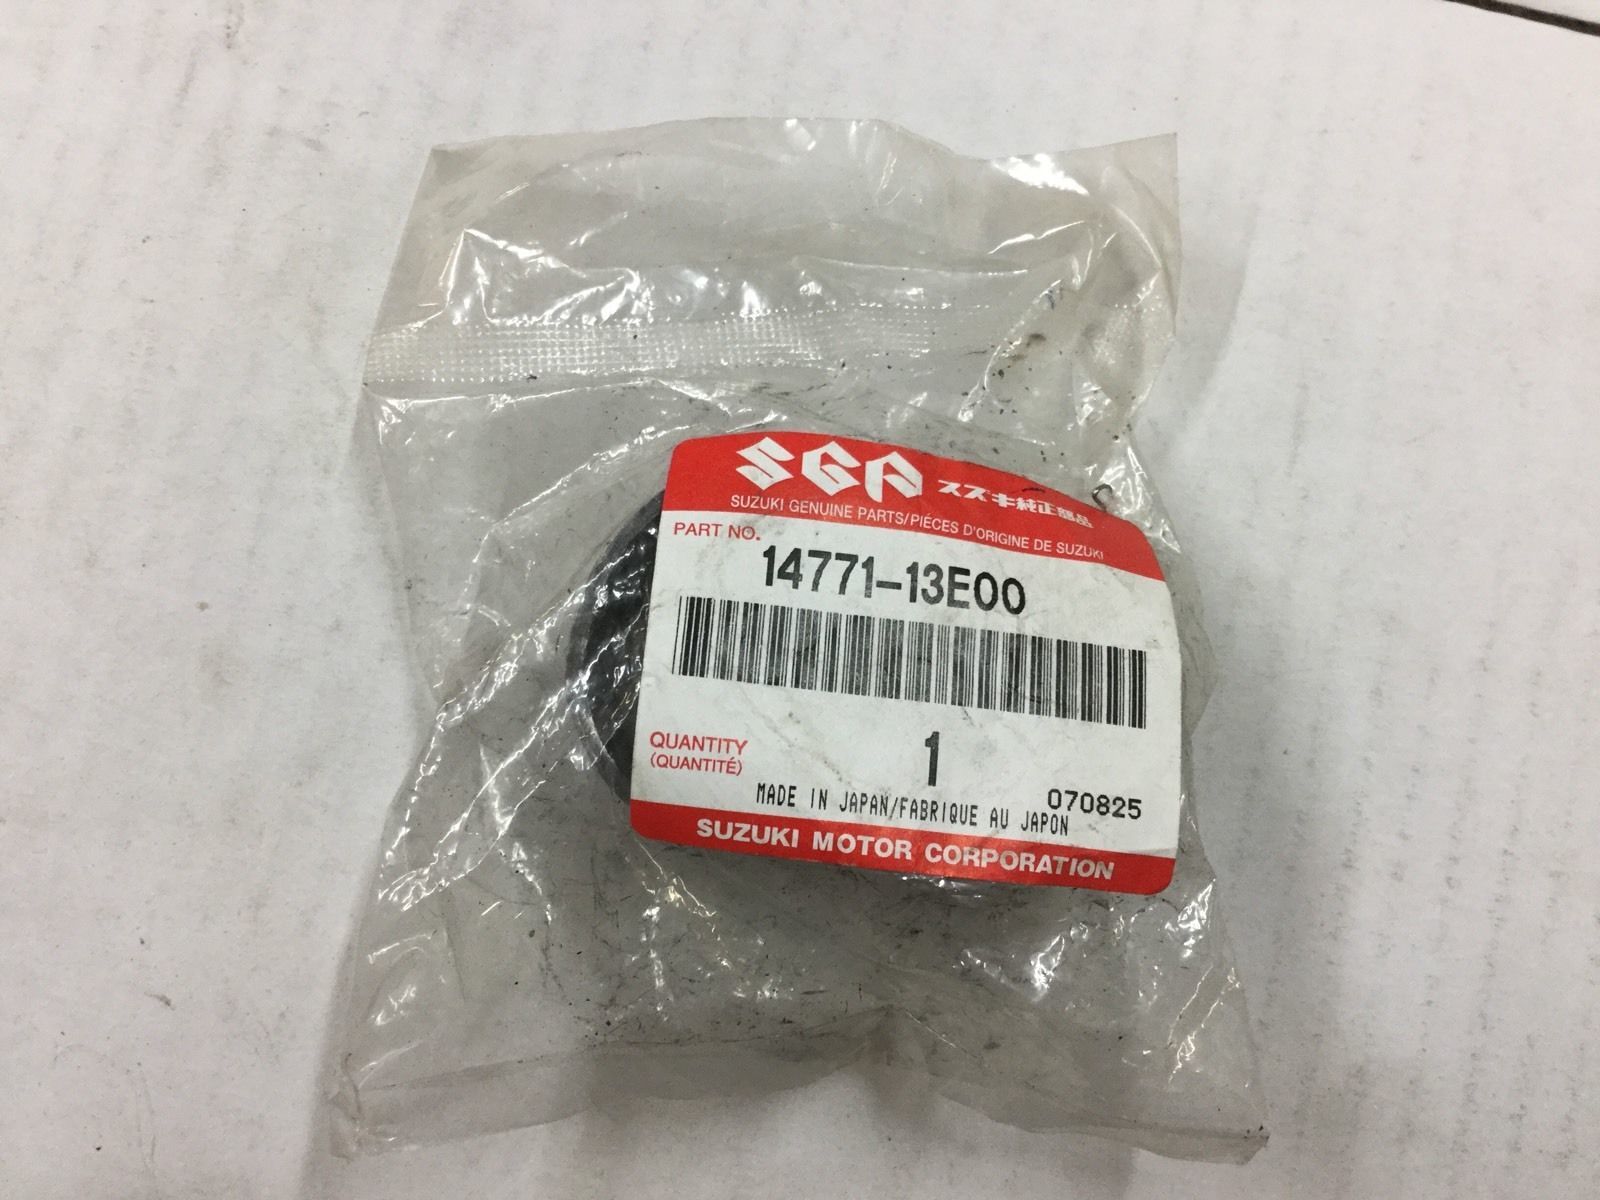 SGP スズキ純正部品
SUZUKI GENUINE PARTS/PIÉCES D'ORIGINE DE SUZUKI
PART NO.
14771-13E00
QUANTITY
(QUANTITÉ)
1
070825
MADE IN JAPAN/FABRIQUE AU JAPON
SUZUKI MOTOR CORPORATION